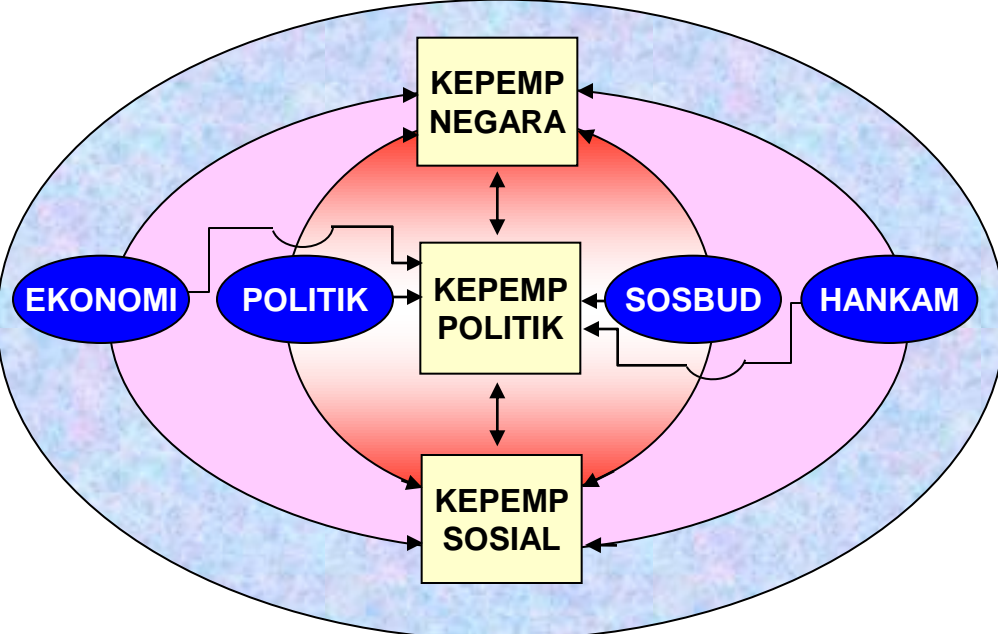 KEPEMP
NEGARA
EKONOMI
POLITIK
KEPEMP
POLITIK
SOSBUD
HANKAM
KEPEMP
SOSIAL